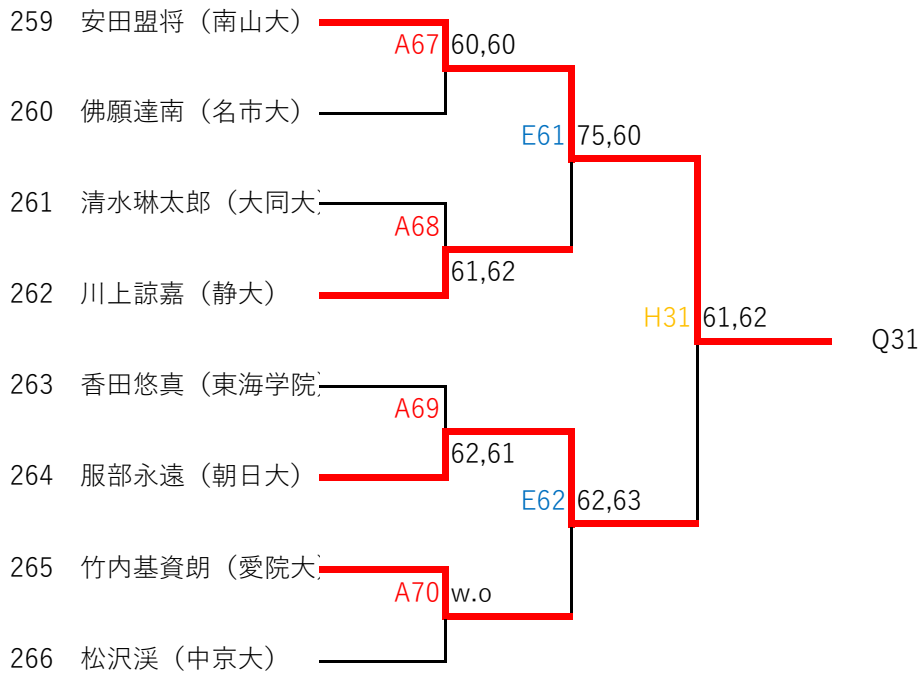 259 安田盟将（南山大）
A67 60,60
260 佛願達南（名市大）
E61 75,60
261 清水琳太郎（大同大）
A68
61,62
262 川上諒嘉（静大）
H31 61,62
Q31
263 香田悠真（東海学院）
A69
62,61
264 服部永遠（朝日大）
E62 62,63
265 竹内基資朗（愛院大）
A70 w.o
266 松沢渓（中京大）